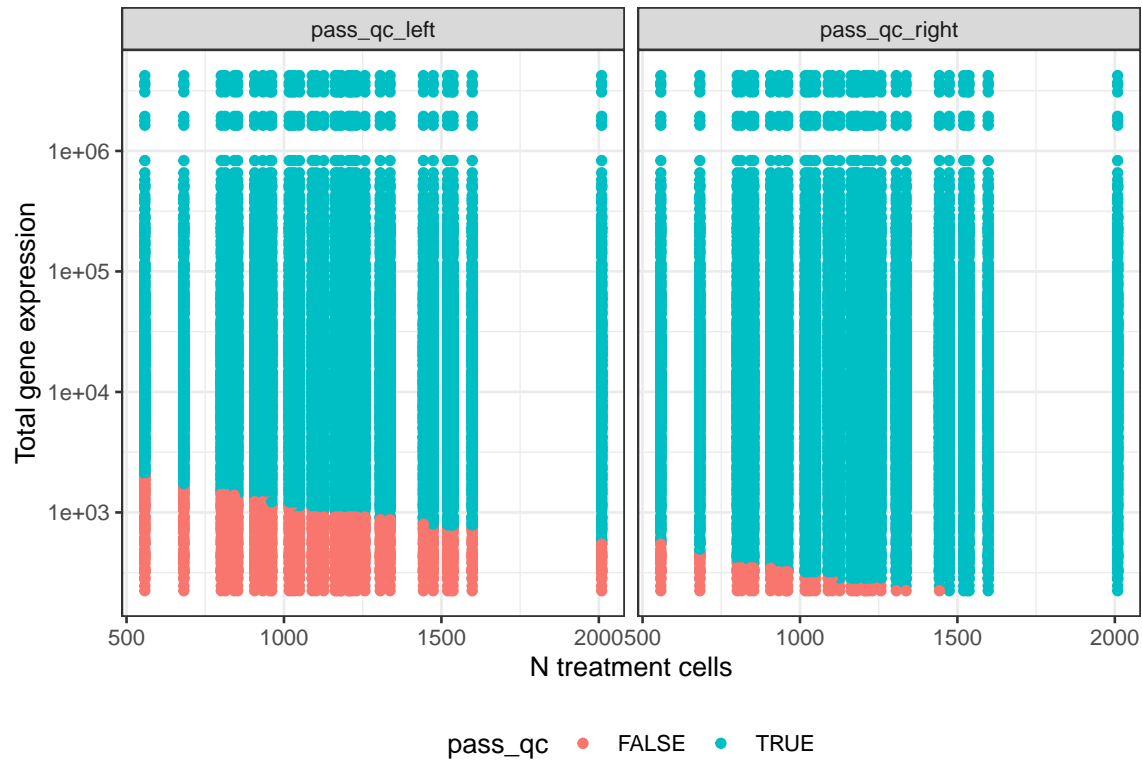 pass_qc_left pass_qc_right
Total gene expression
1e+06
1e+05
1e+04
1e+03
500 1000 1500 2000 500 1000 1500 2000
N treatment cells
pass_qc FALSE TRUE